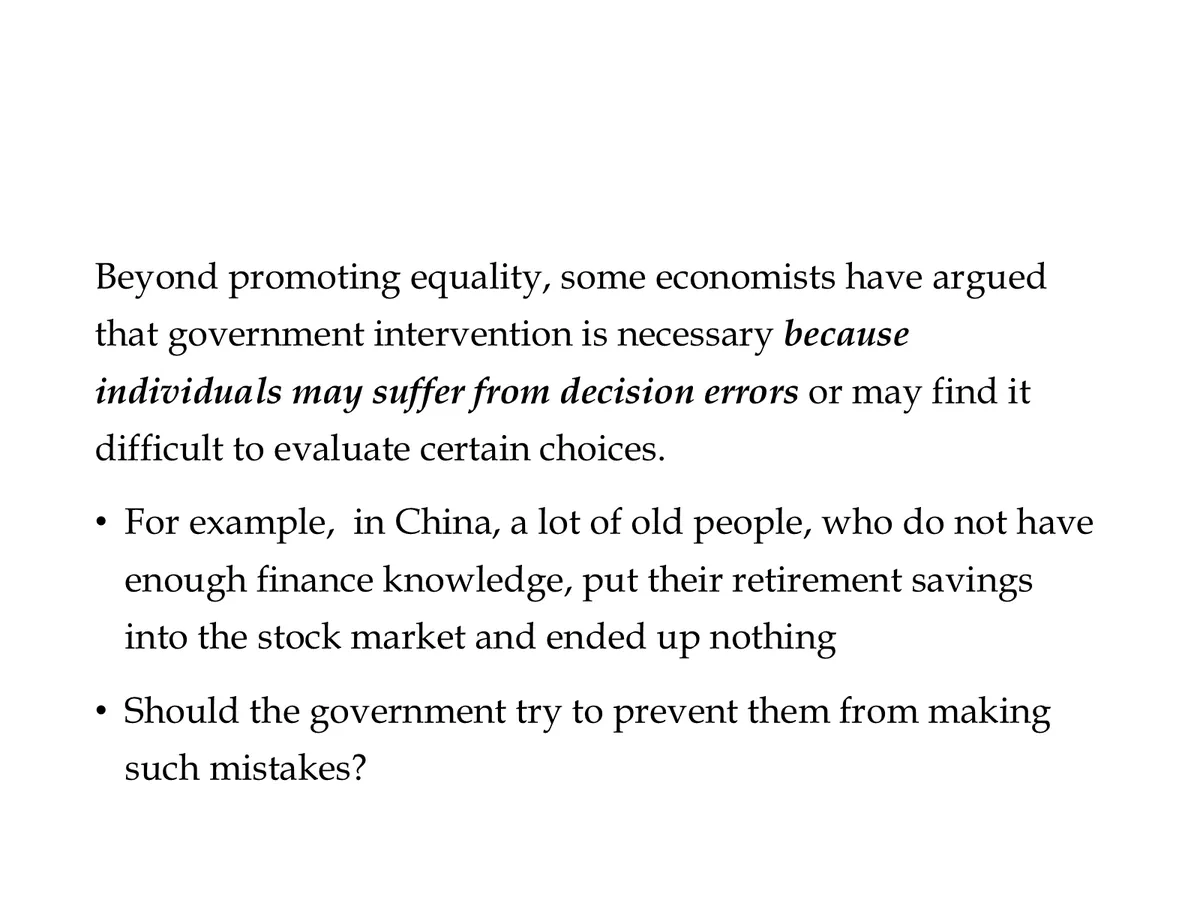 Beyond promoting equality, some economists have argued
that government intervention is necessary because
individuals may suffer from decision errors or may find it
difficult to evaluate certain choices.
• For example,  in China, a lot of old people, who do not have
enough finance knowledge, put their retirement savings
into the stock market and ended up nothing
• Should the government try to prevent them from making
such mistakes?